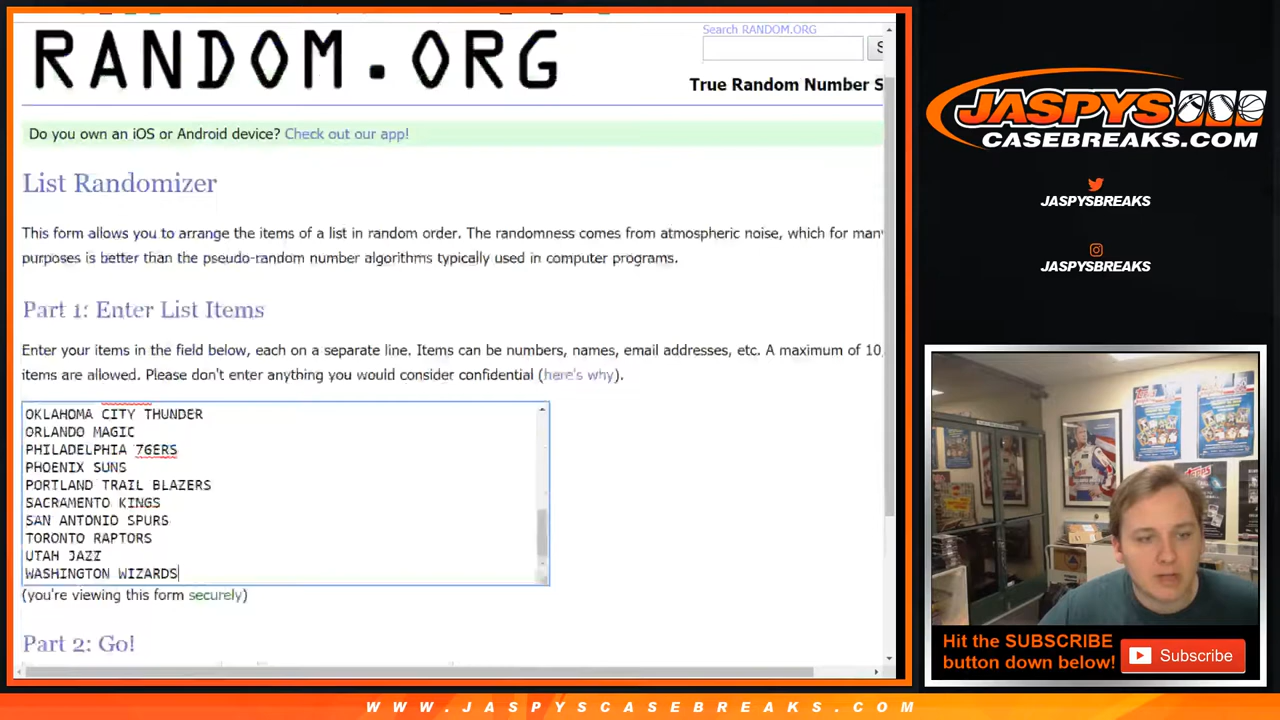 RANDOM.ORG
Search RANDOM.ORG
S
True Random Number S
Do you own an iOS or Android device? Check out our app!
List Randomizer
This form allows you to arrange the items of a list in random order. The randomness comes from atmospheric noise, which for many
purposes is better than the pseudo-random number algorithms typically used in computer programs.
Part 1: Enter List Items
Enter your items in the field below, each on a separate line. Items can be numbers, names, email addresses, etc. A maximum of 10,
items are allowed. Please don't enter anything you would consider confidential (here's why).
OKLAHOMA CITY THUNDER
ORLANDO MAGIC
PHILADELPHIA 76ERS
PHOENIX SUNS
PORTLAND TRAIL BLAZERS
SACRAMENTO KINGS
SAN ANTONIO SPURS
TORONTO RAPTORS
UTAH JAZZ
WASHINGTON WIZARDS
(you're viewing this form securely)
Part 2: Go!
JASPYS
CASEBREAKS.COM
JASPYSBREAKS
JASPYSBREAKS
TOPPS
Hit the SUBSCRIBE
button down below!
Subscribe
WWW.JASPYSCASEBREAKS.COM